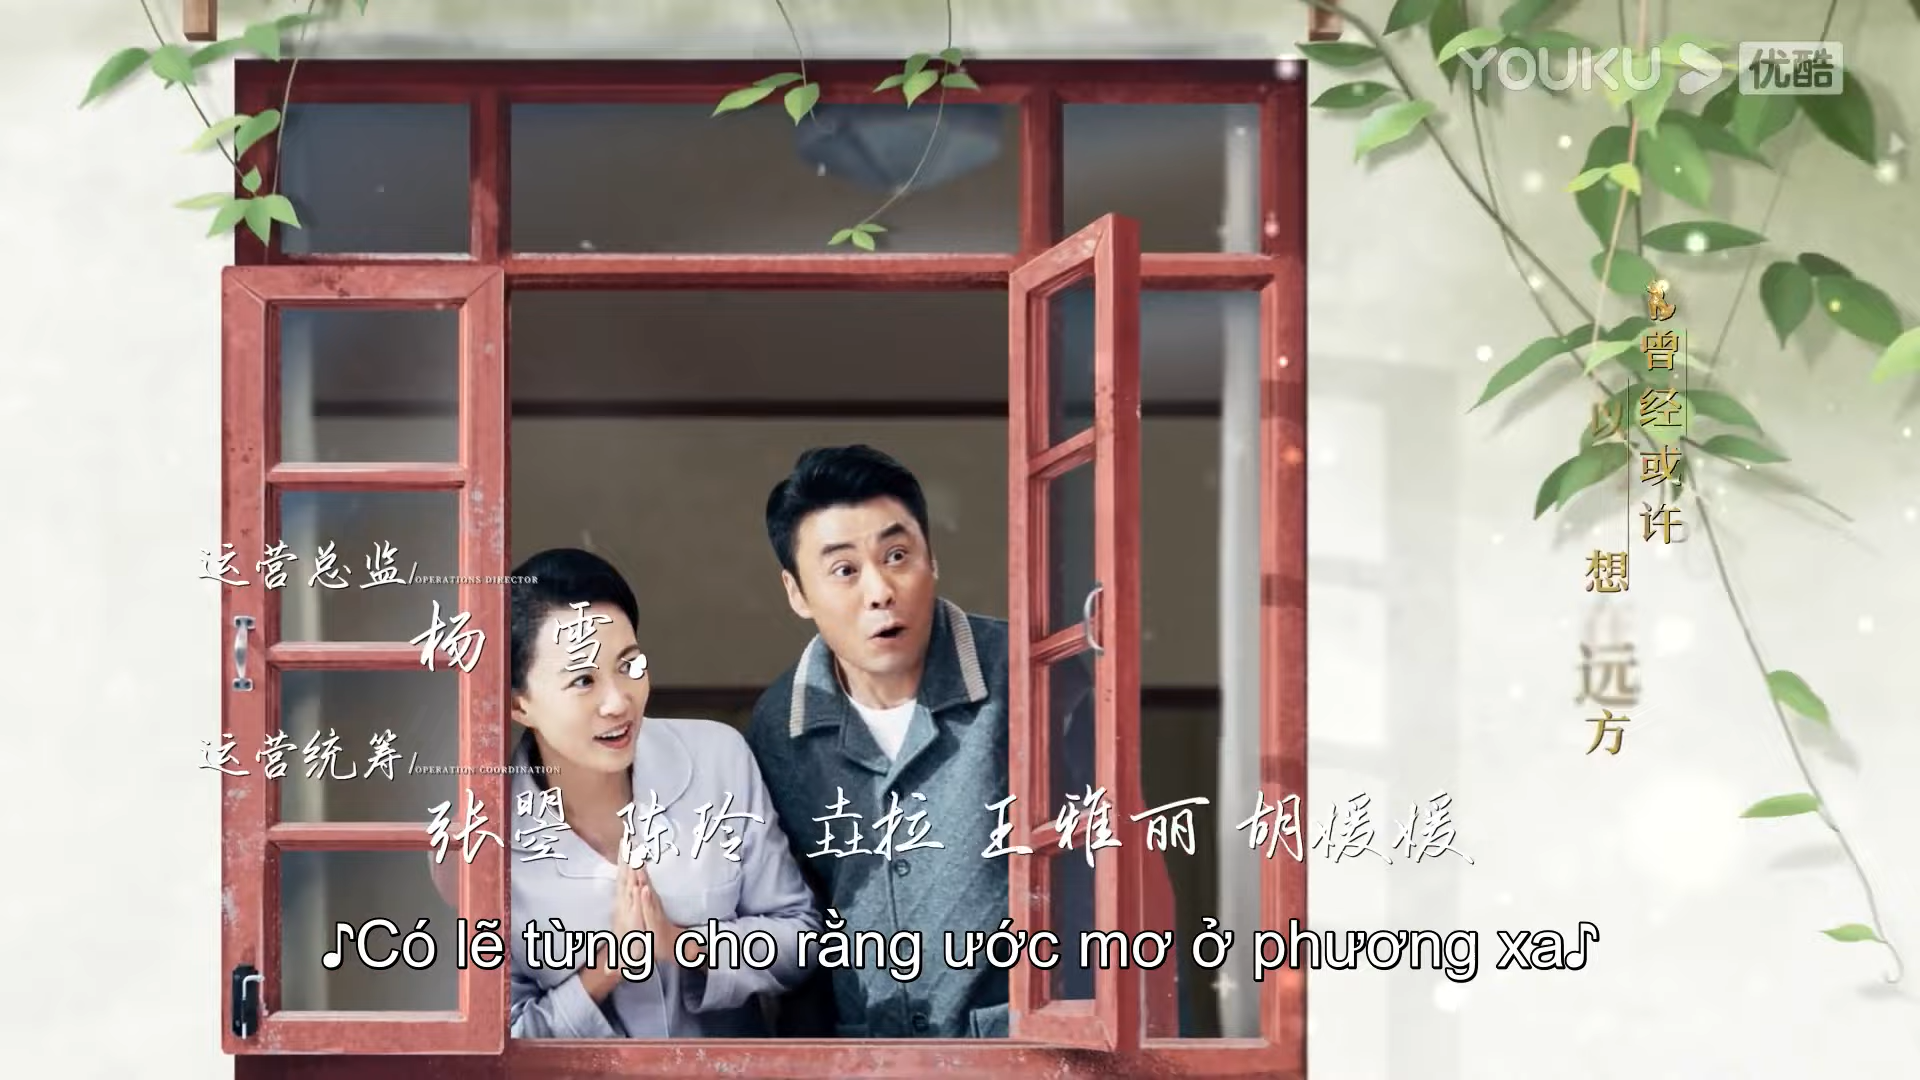 YOUKU 优酷
曾经或许
以 想在远方
运营总监/OPERATIONS DIRECTOR
杨 雪
运营统筹/OPERATION COORDINATION
张曌 陈玲 垚拉 王雅丽 胡媛媛
♪Có lẽ từng cho rằng ước mơ ở phương xa♪